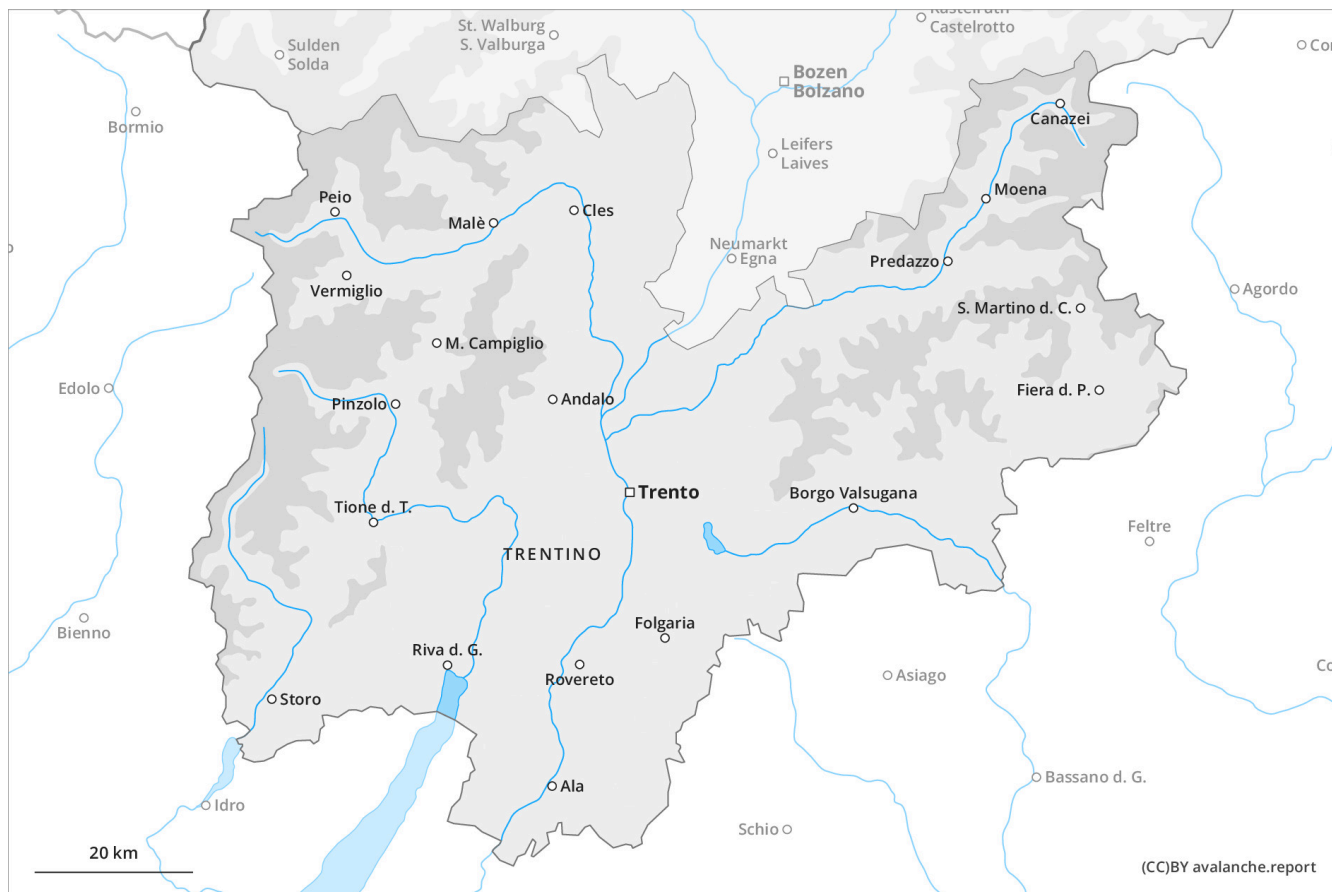 Kastelruth
Castelrotto
St. Walburg
S. Valburga
Sulden
Solda
Cor
Bozen
Bolzano
Bormio
Canazei
Leifers
Laives
Moena
Peio
Malè
Cles
Neumarkt
Egna
Predazzo
Vermiglio
Agordo
S. Martino d. C.
M. Campiglio
Edolo
Pinzolo
Andalo
Fiera d. P.
Trento
Borgo Valsugana
Tione d. T.
Feltre
TRENTINO
Bienno
Folgaria
Riva d. G.
Rovereto
Asiago
Co
Storo
Ala
Bassano d. G.
Idro
Schio
20 km
(CC)BY avalanche.report